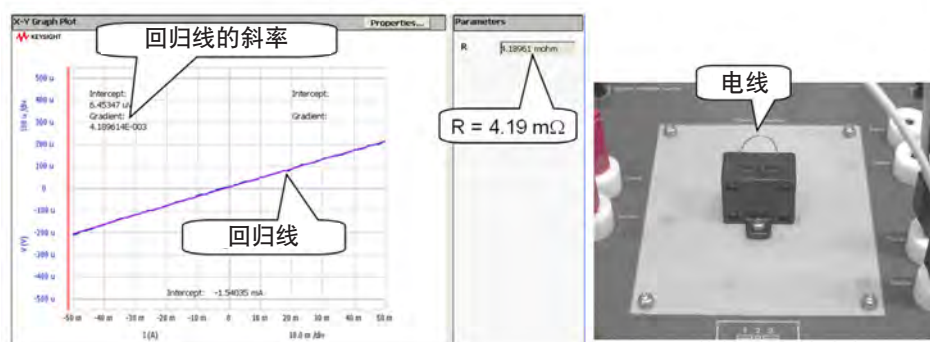 X-Y Graph Plot
Properties...
KEYSIGHT
回归线的斜率
500 u
400 u
300 u
200 u
100 u
0
-100 u
-200 u
-300 u
-400 u
-500 u
100 u /div
V (V)
Intercept:
6.45347 uV
Gradient:
4.189614E-003
Intercept:
Gradient:
回归线
Intercept: -1.54035 mA
-50 m -40 m -30 m -20 m -10 m 0 10 m 20 m 30 m 40 m 50 m
I (A)
10.0 m /div
Parameters
R 4.18961 mohm
R = 4.19 mΩ
电线
1 2 3